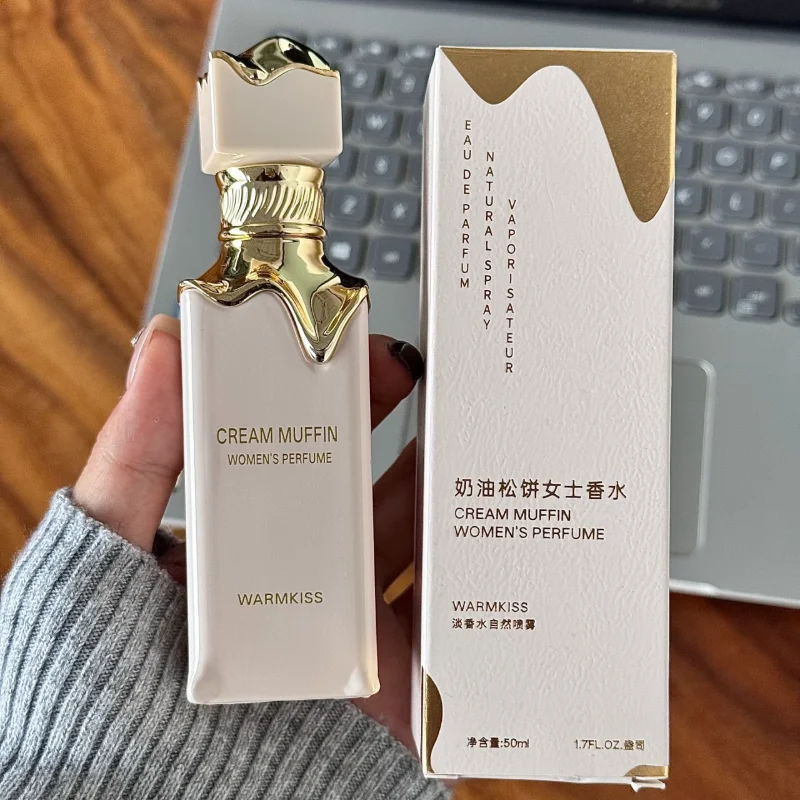 CREAM MUFFIN
WOMEN'S PERFUME
WARMKISS
EAU DE PARFUM
NATURAL SPRAY
VAPORISATEUR
奶油松饼女士香水
CREAM MUFFIN
WOMEN'S PERFUME
WARMKISS
淡香水自然喷雾
净含量:50ml
1.7FL.OZ.盎司